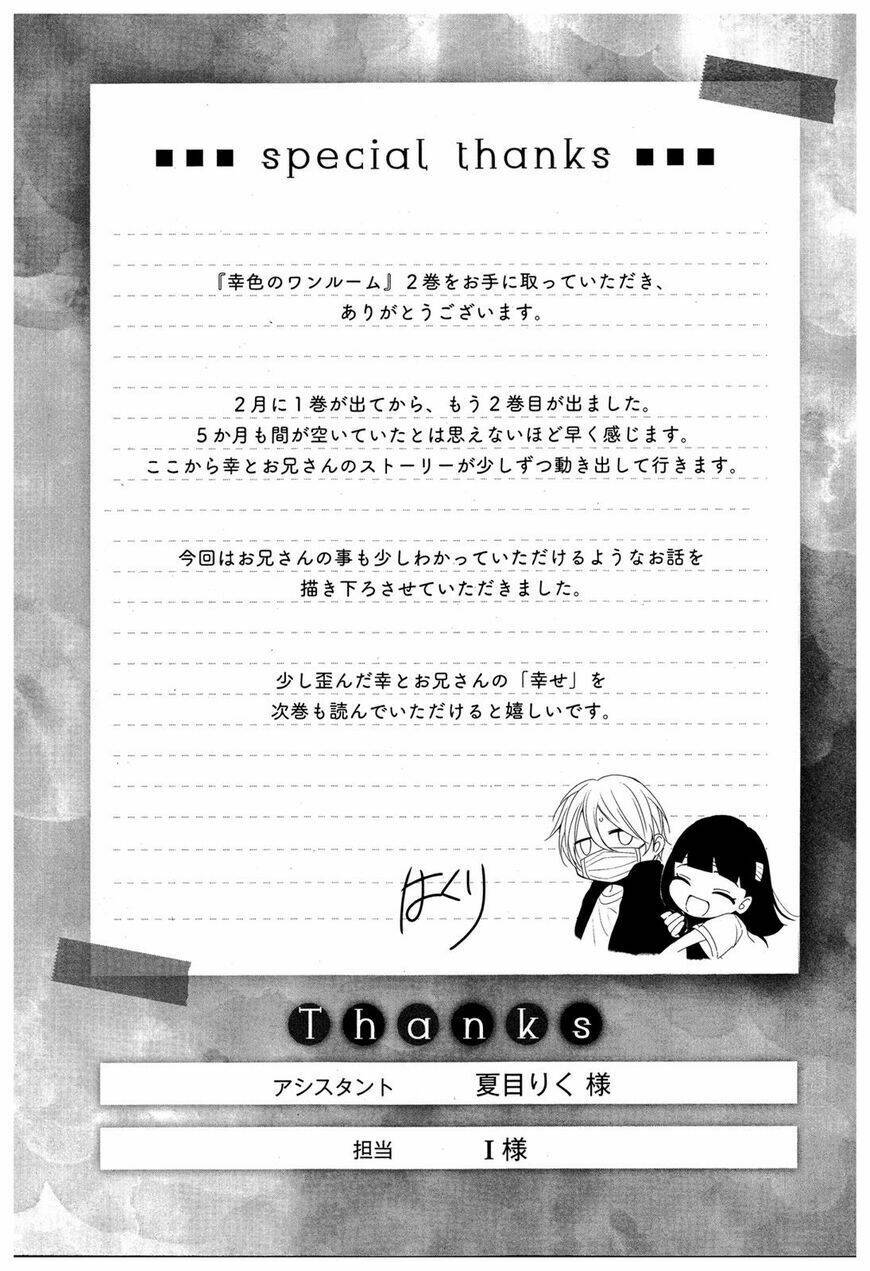 ■■■ special thanks ■■■
『幸色のワンルーム』2巻をお手に取っていただき、
ありがとうございます。
2月に1巻が出てから、もう2巻目が出ました。
5か月も間が空いていたとは思えないほど早く感じます。
ここから幸とお兄さんのストーリーが少しずつ動き出して行きます。
今回はお兄さんの事も少しわかっていただけるようなお話を
描き下ろさせていただきました。
少し歪んだ幸とお兄さんの「幸せ」を
次巻も読んでいただけると嬉しいです。
はくり
Thanks
アシスタント 夏目りく 様
担当 I 様